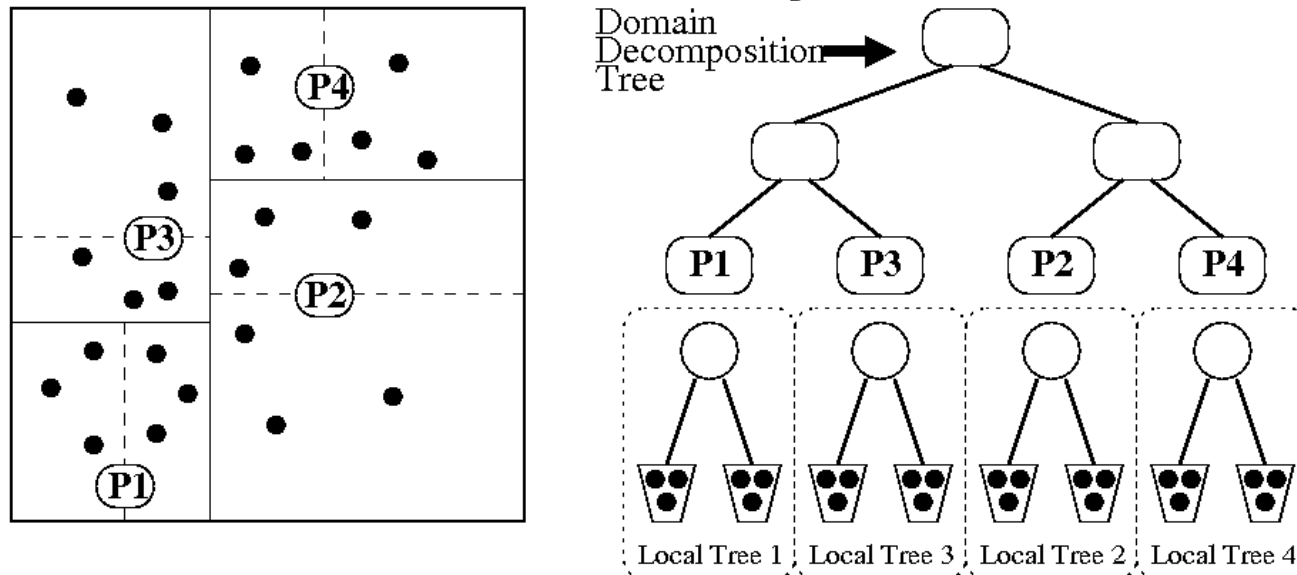 P4
P3
P2
P1
Domain
Decomposition
Tree
P1 P3 P2 P4
Local Tree 1 Local Tree 3 Local Tree 2 Local Tree 4